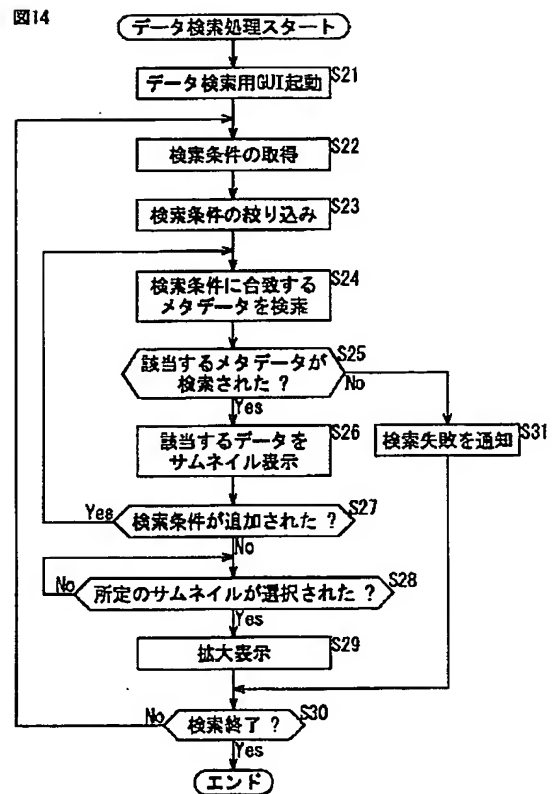 図14
データ検索処理スタート
データ検索用GUI起動
S21
検索条件の取得
S22
検索条件の絞り込み
S23
検索条件に合致する
メタデータを検索
S24
該当するメタデータが
検索された ?
S25
No
Yes
該当するデータを
サムネイル表示
S26
検索失敗を通知
S31
Yes
検索条件が追加された ?
S27
No
No
所定のサムネイルが選択された ?
S28
Yes
拡大表示
S29
No
検索終了 ?
S30
Yes
エンド